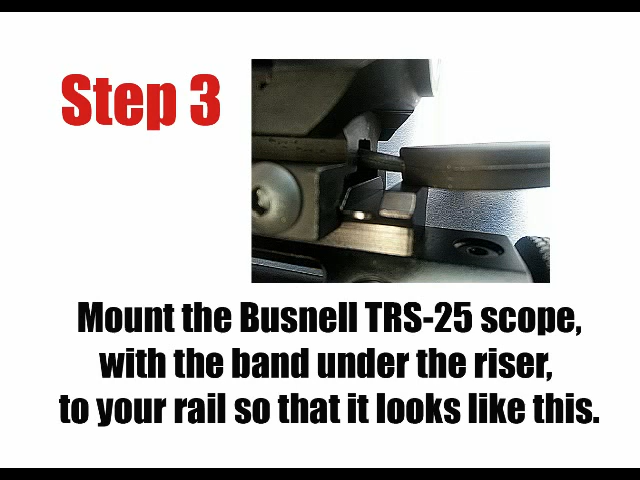 Step 3
Mount the Busnell TRS-25 scope,
with the band under the riser,
to your rail so that it looks like this.